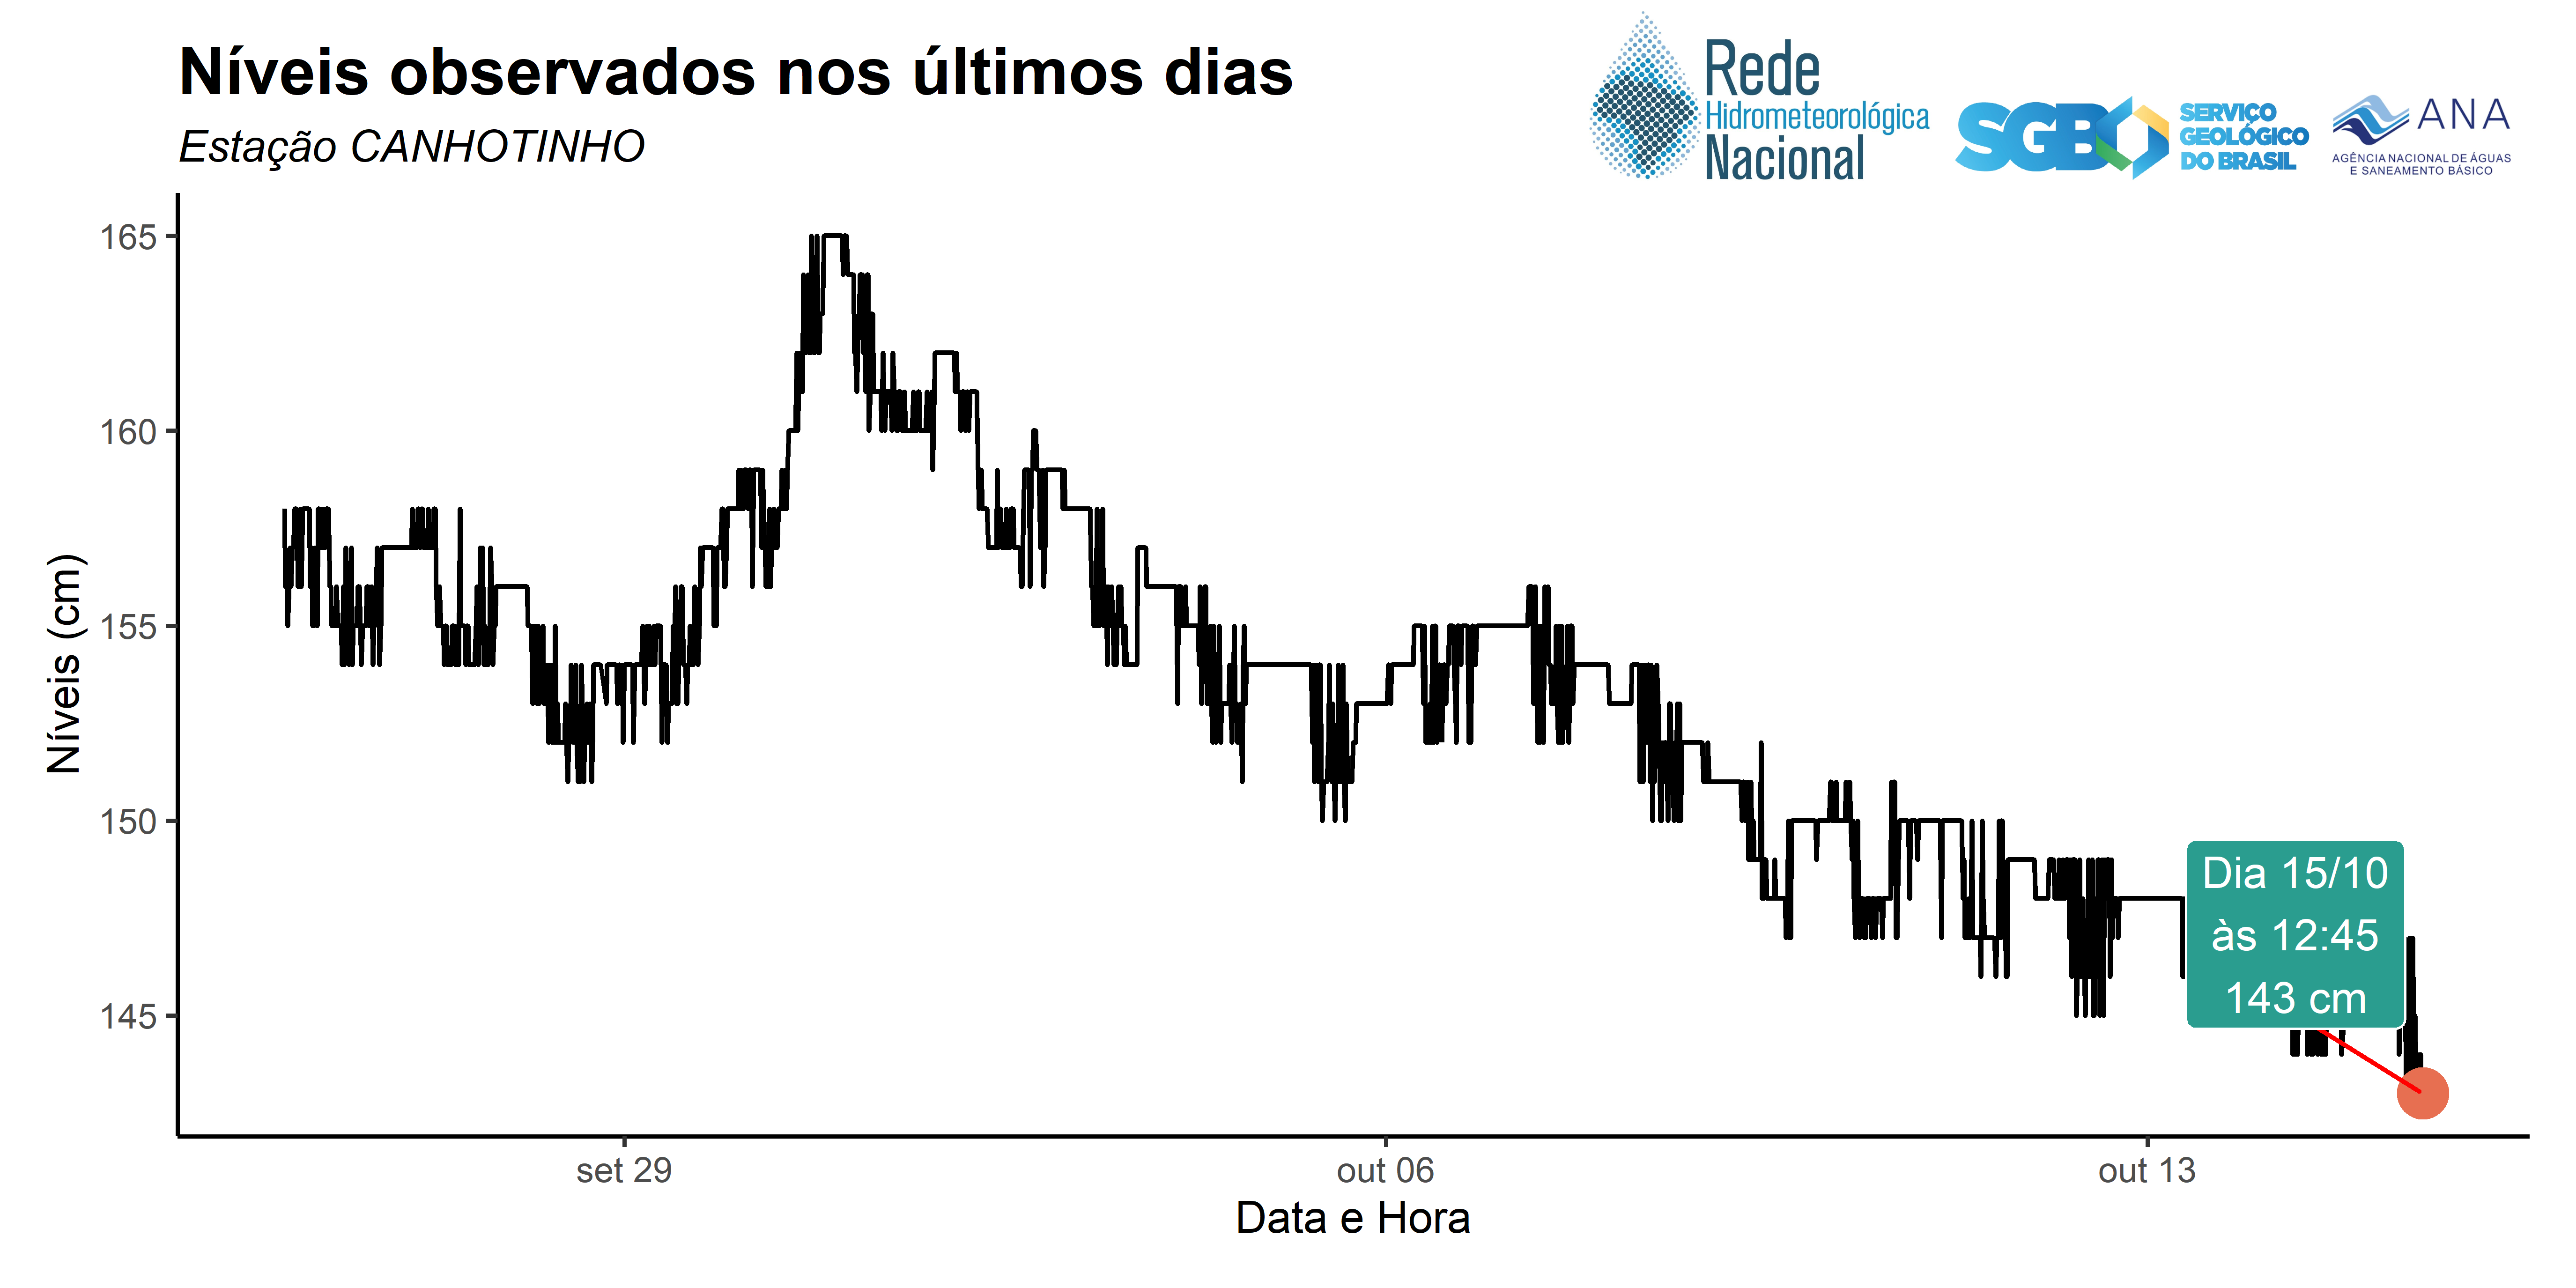 Níveis observados nos últimos dias
Estação CANHOTINHO
Rede
Hidrometeorológica
Nacional
SGB
SERVIÇO
GEOLÓGICO
DO BRASIL
ANA
AGÊNCIA NACIONAL DE ÁGUAS
E SANEAMENTO BÁSICO
Níveis (cm)
165
160
155
150
145
Dia 15/10
às 12:45
143 cm
set 29
out 06
out 13
Data e Hora